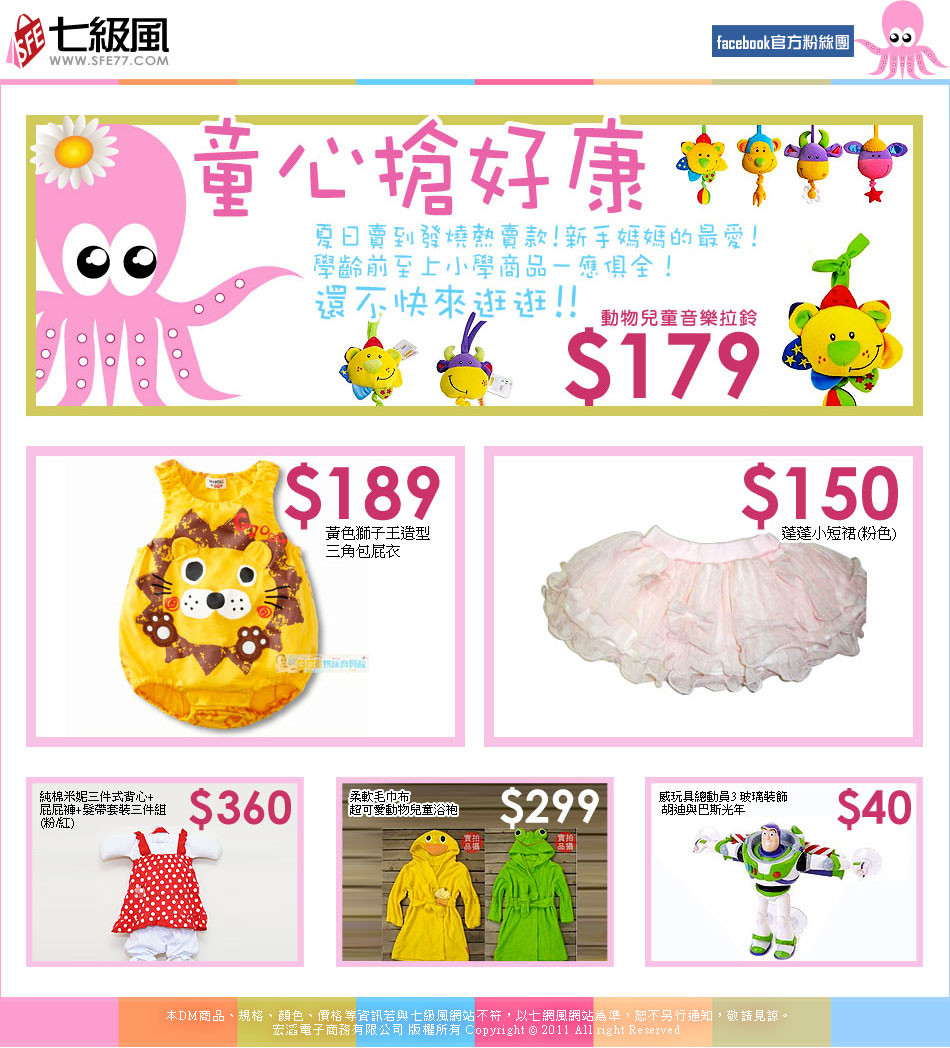 SFE 七級風
WWW.SFE77.COM
facebook官方粉絲團
童心搶好康
夏日賣到發燒熱賣款!新手媽媽的最愛!
學齡前至上小學商品一應俱全!
還不快來逛逛!!
動物兒童音樂拉鈴
$179
$189
黃色獅子王造型
三角包屁衣
$150
蓬蓬小短裙(粉色)
純棉米妮三件式背心+
屁屁褲+髮帶套裝三件組
(粉/紅)
$360
柔軟毛巾布
超可愛動物兒童浴袍
$299
實拍
品攝
實拍
品攝
威玩具總動員3 玻璃裝飾
胡迪與巴斯光年
$40
本DM商品、規格、顏色、價格等資訊若與七級風網站不符，以七網風網站為準，恕不另行通知，敬請見諒。
宏滔電子商務有限公司 版權所有 Copyright © 2011 All right Reserved